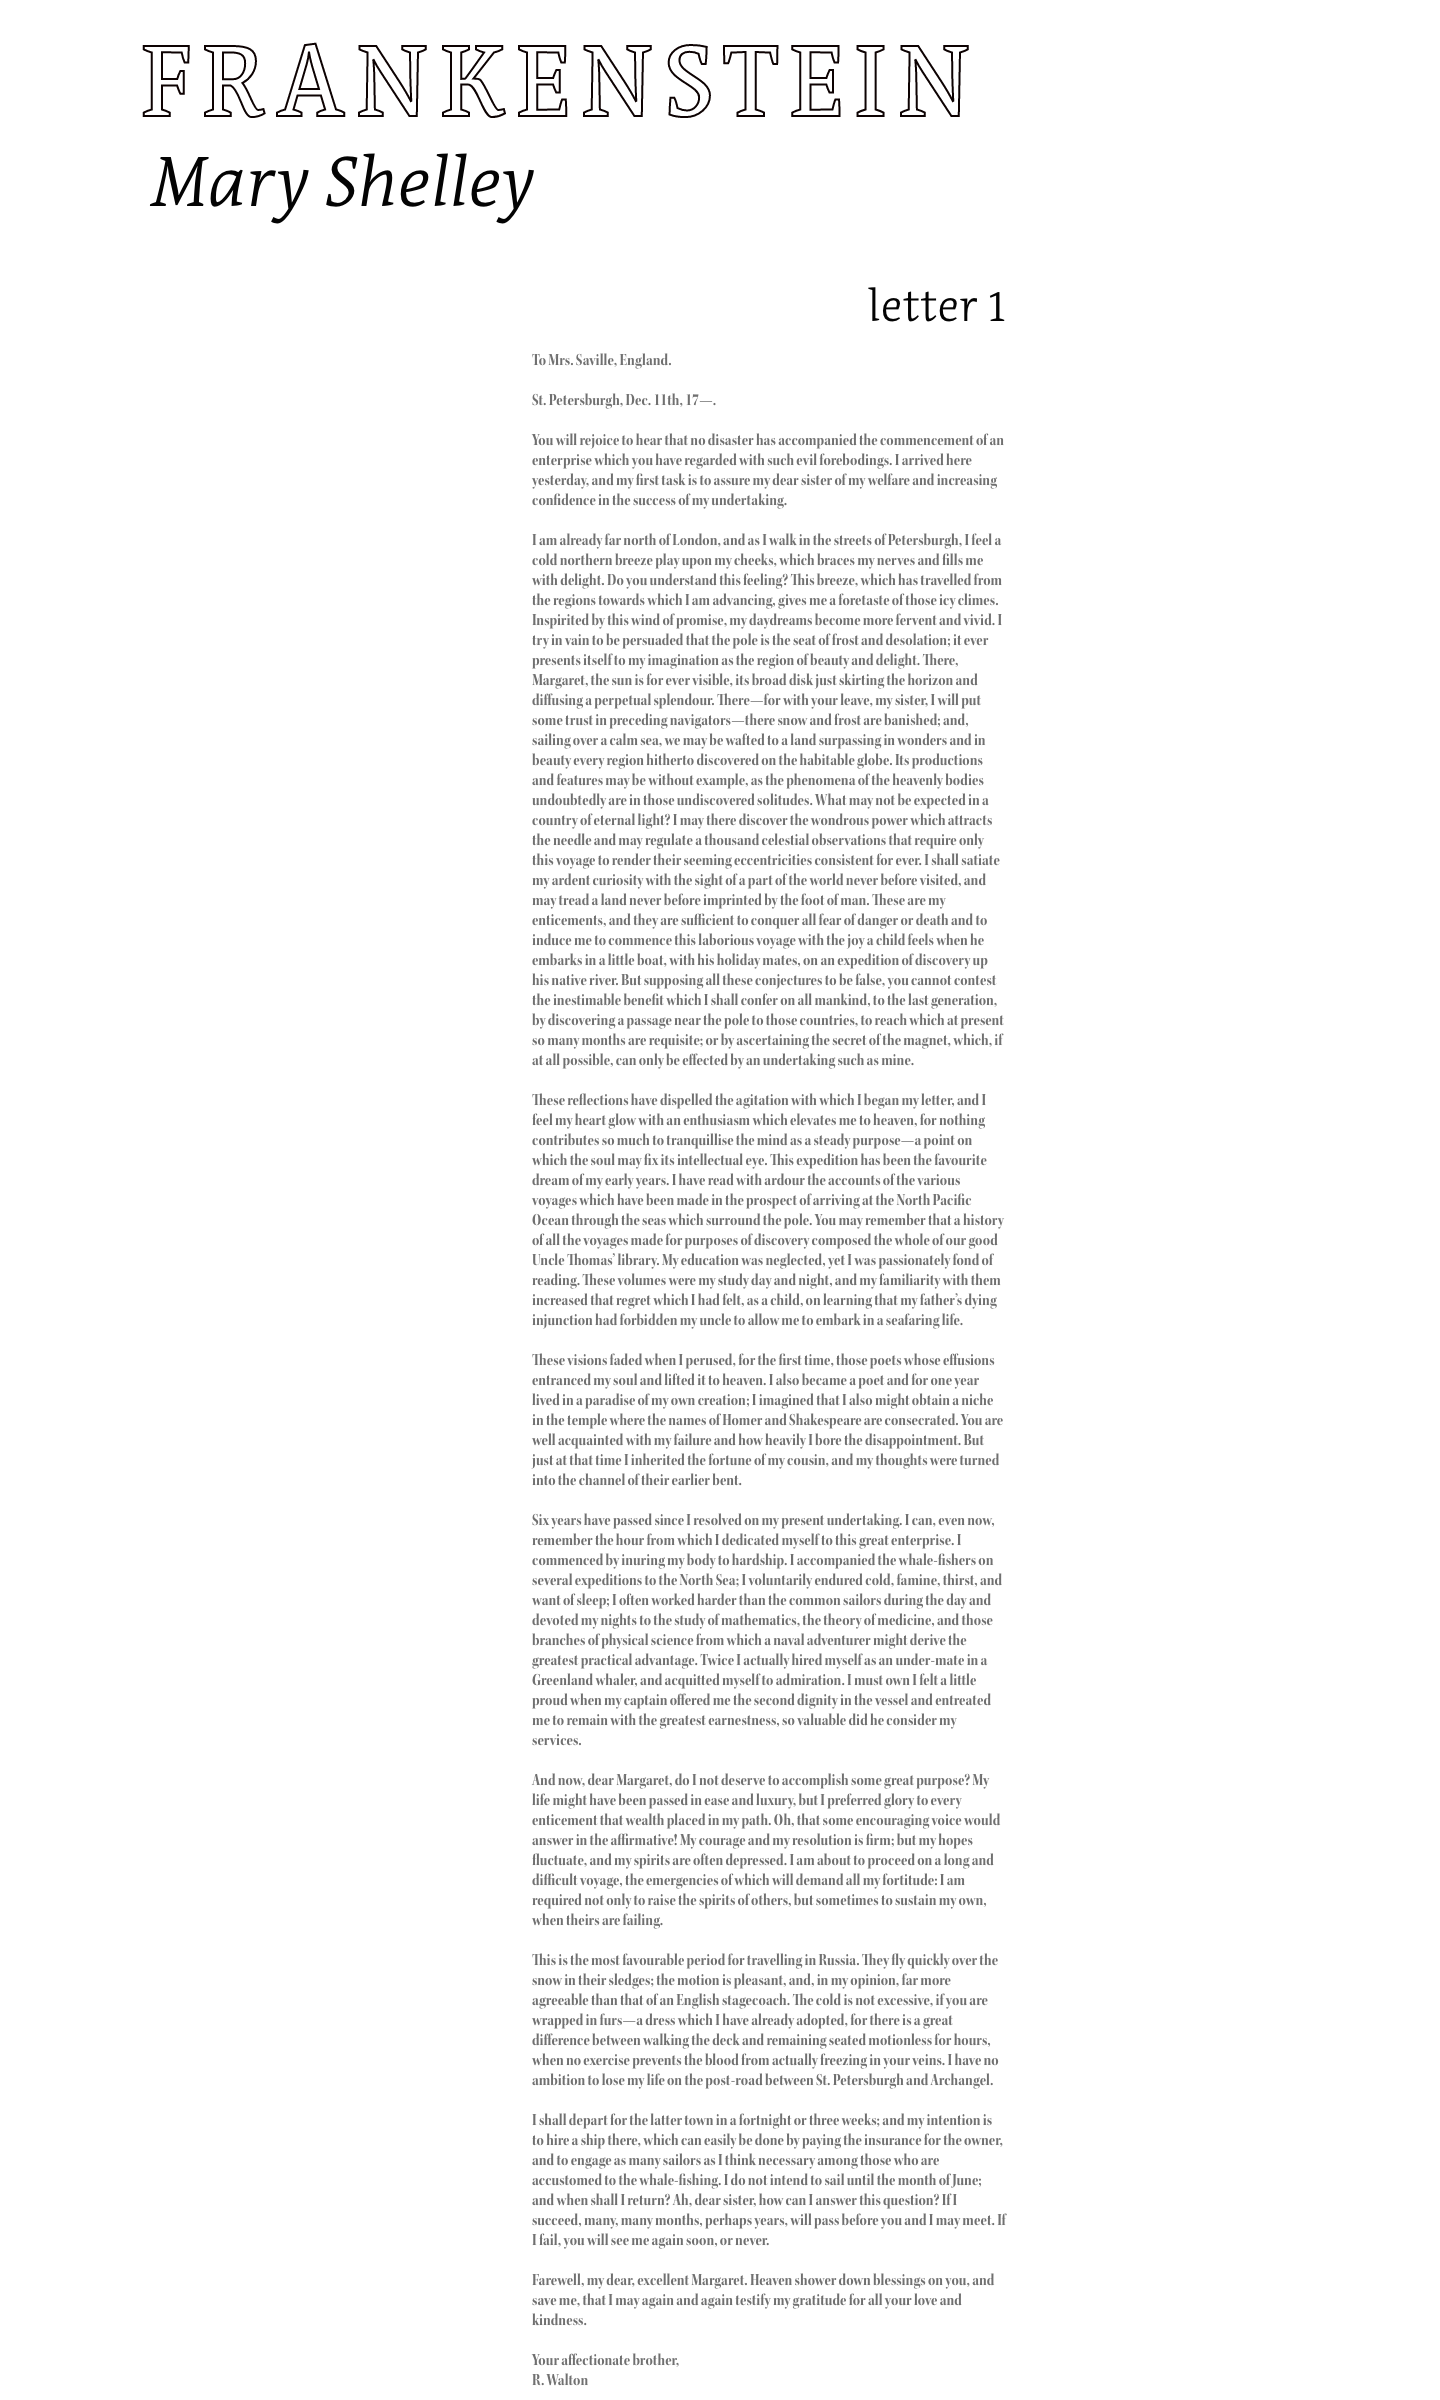 FRANKENSTEIN
Mary Shelley
letter 1
To Mrs. Saville, England.
St. Petersburgh, Dec. 11th, 17—.
You will rejoice to hear that no disaster has accompanied the commencement of an
enterprise which you have regarded with such evil forebodings. I arrived here
yesterday, and my first task is to assure my dear sister of my welfare and increasing
confidence in the success of my undertaking.
I am already far north of London, and as I walk in the streets of Petersburgh, I feel a
cold northern breeze play upon my cheeks, which braces my nerves and fills me
with delight. Do you understand this feeling? This breeze, which has travelled from
the regions towards which I am advancing, gives me a foretaste of those icy climes.
Inspirited by this wind of promise, my daydreams become more fervent and vivid. I
try in vain to be persuaded that the pole is the seat of frost and desolation; it ever
presents itself to my imagination as the region of beauty and delight. There,
Margaret, the sun is for ever visible, its broad disk just skirting the horizon and
diffusing a perpetual splendour. There—for with your leave, my sister, I will put
some trust in preceding navigators—there snow and frost are banished; and,
sailing over a calm sea, we may be wafted to a land surpassing in wonders and in
beauty every region hitherto discovered on the habitable globe. Its productions
and features may be without example, as the phenomena of the heavenly bodies
undoubtedly are in those undiscovered solitudes. What may not be expected in a
country of eternal light? I may there discover the wondrous power which attracts
the needle and may regulate a thousand celestial observations that require only
this voyage to render their seeming eccentricities consistent for ever. I shall satiate
my ardent curiosity with the sight of a part of the world never before visited, and
may tread a land never before imprinted by the foot of man. These are my
enticements, and they are sufficient to conquer all fear of danger or death and to
induce me to commence this laborious voyage with the joy a child feels when he
embarks in a little boat, with his holiday mates, on an expedition of discovery up
his native river. But supposing all these conjectures to be false, you cannot contest
the inestimable benefit which I shall confer on all mankind, to the last generation,
by discovering a passage near the pole to those countries, to reach which at present
so many months are requisite; or by ascertaining the secret of the magnet, which, if
at all possible, can only be effected by an undertaking such as mine.
These reflections have dispelled the agitation with which I began my letter, and I
feel my heart glow with an enthusiasm which elevates me to heaven, for nothing
contributes so much to tranquillise the mind as a steady purpose—a point on
which the soul may fix its intellectual eye. This expedition has been the favourite
dream of my early years. I have read with ardour the accounts of the various
voyages which have been made in the prospect of arriving at the North Pacific
Ocean through the seas which surround the pole. You may remember that a history
of all the voyages made for purposes of discovery composed the whole of our good
Uncle Thomas’ library. My education was neglected, yet I was passionately fond of
reading. These volumes were my study day and night, and my familiarity with them
increased that regret which I had felt, as a child, on learning that my father’s dying
injunction had forbidden my uncle to allow me to embark in a seafaring life.
These visions faded when I perused, for the first time, those poets whose effusions
entranced my soul and lifted it to heaven. I also became a poet and for one year
lived in a paradise of my own creation; I imagined that I also might obtain a niche
in the temple where the names of Homer and Shakespeare are consecrated. You are
well acquainted with my failure and how heavily I bore the disappointment. But
just at that time I inherited the fortune of my cousin, and my thoughts were turned
into the channel of their earlier bent.
Six years have passed since I resolved on my present undertaking. I can, even now,
remember the hour from which I dedicated myself to this great enterprise. I
commenced by inuring my body to hardship. I accompanied the whale-fishers on
several expeditions to the North Sea; I voluntarily endured cold, famine, thirst, and
want of sleep; I often worked harder than the common sailors during the day and
devoted my nights to the study of mathematics, the theory of medicine, and those
branches of physical science from which a naval adventurer might derive the
greatest practical advantage. Twice I actually hired myself as an under-mate in a
Greenland whaler, and acquitted myself to admiration. I must own I felt a little
proud when my captain offered me the second dignity in the vessel and entreated
me to remain with the greatest earnestness, so valuable did he consider my
services.
And now, dear Margaret, do I not deserve to accomplish some great purpose? My
life might have been passed in ease and luxury, but I preferred glory to every
enticement that wealth placed in my path. Oh, that some encouraging voice would
answer in the affirmative! My courage and my resolution is firm; but my hopes
fluctuate, and my spirits are often depressed. I am about to proceed on a long and
difficult voyage, the emergencies of which will demand all my fortitude: I am
required not only to raise the spirits of others, but sometimes to sustain my own,
when theirs are failing.
This is the most favourable period for travelling in Russia. They fly quickly over the
snow in their sledges; the motion is pleasant, and, in my opinion, far more
agreeable than that of an English stagecoach. The cold is not excessive, if you are
wrapped in furs—a dress which I have already adopted, for there is a great
difference between walking the deck and remaining seated motionless for hours,
when no exercise prevents the blood from actually freezing in your veins. I have no
ambition to lose my life on the post-road between St. Petersburgh and Archangel.
I shall depart for the latter town in a fortnight or three weeks; and my intention is
to hire a ship there, which can easily be done by paying the insurance for the owner,
and to engage as many sailors as I think necessary among those who are
accustomed to the whale-fishing. I do not intend to sail until the month of June;
and when shall I return? Ah, dear sister, how can I answer this question? If I
succeed, many, many months, perhaps years, will pass before you and I may meet. If
I fail, you will see me again soon, or never.
Farewell, my dear, excellent Margaret. Heaven shower down blessings on you, and
save me, that I may again and again testify my gratitude for all your love and
kindness.
Your affectionate brother,
R. Walton